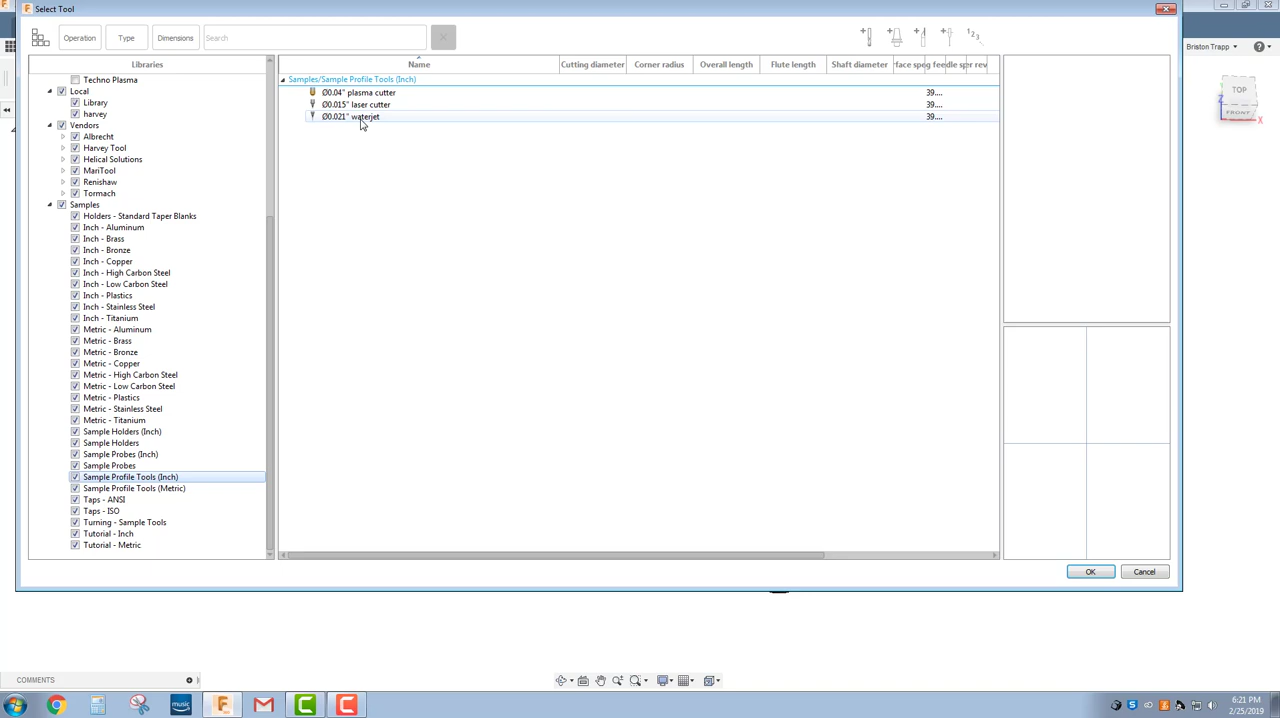 Select Tool
Operation
Type
Dimensions
Search
1 2 3
Briston Trapp
Libraries
Name
Cutting diameter
Corner radius
Overall length
Flute length
Shaft diameter
Techno Plasma
Local
Library
harvey
Vendors
Albrecht
Harvey Tool
Helical Solutions
MariTool
Renishaw
Tormach
Samples
Holders - Standard Taper Blanks
Inch - Aluminum
Inch - Brass
Inch - Bronze
Inch - Copper
Inch - High Carbon Steel
Inch - Low Carbon Steel
Inch - Plastics
Inch - Stainless Steel
Inch - Titanium
Metric - Aluminum
Metric - Brass
Metric - Bronze
Metric - Copper
Metric - High Carbon Steel
Metric - Low Carbon Steel
Metric - Plastics
Metric - Stainless Steel
Metric - Titanium
Sample Holders (Inch)
Sample Holders
Sample Probes (Inch)
Sample Probes
Sample Profile Tools (Inch)
Sample Profile Tools (Metric)
Taps - ANSI
Taps - ISO
Turning - Sample Tools
Tutorial - Inch
Tutorial - Metric
Samples/Sample Profile Tools (Inch)
Ø0.04" plasma cutter 39....
Ø0.015" laser cutter 39....
Ø0.021" waterjet 39....
TOP
FRONT
Z
X
OK
Cancel
COMMENTS
music
6:21 PM
2/25/2019